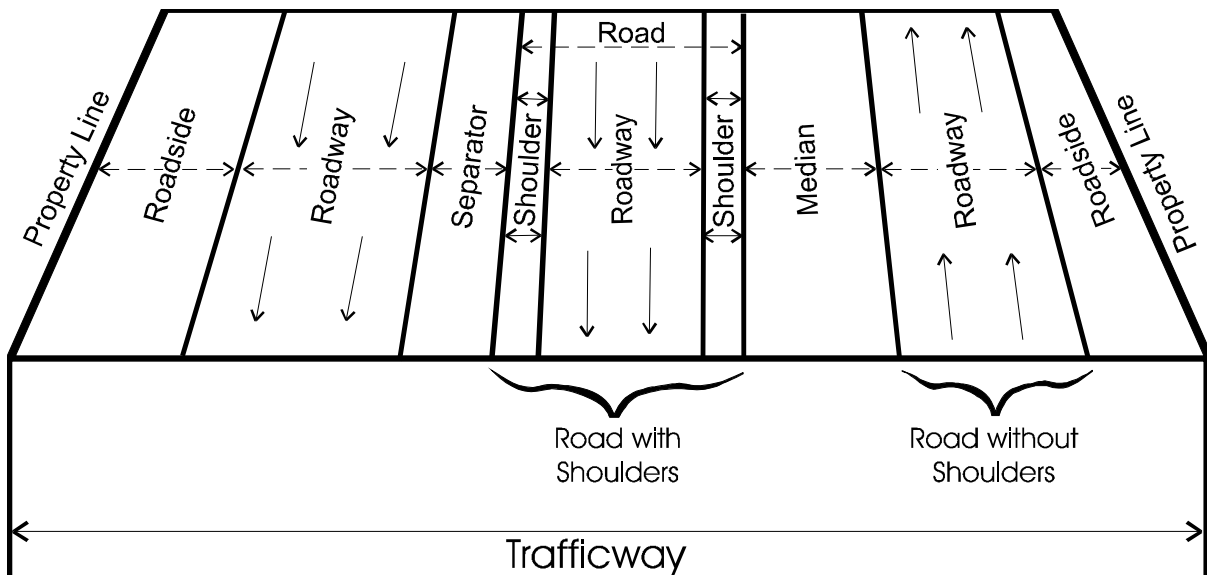 Road
Property Line
Roadside
Roadway
Separator
Shoulder
Roadway
Shoulder
Median
Roadway
Roadside
Property Line
Road with
Shoulders
Road without
Shoulders
Trafficway